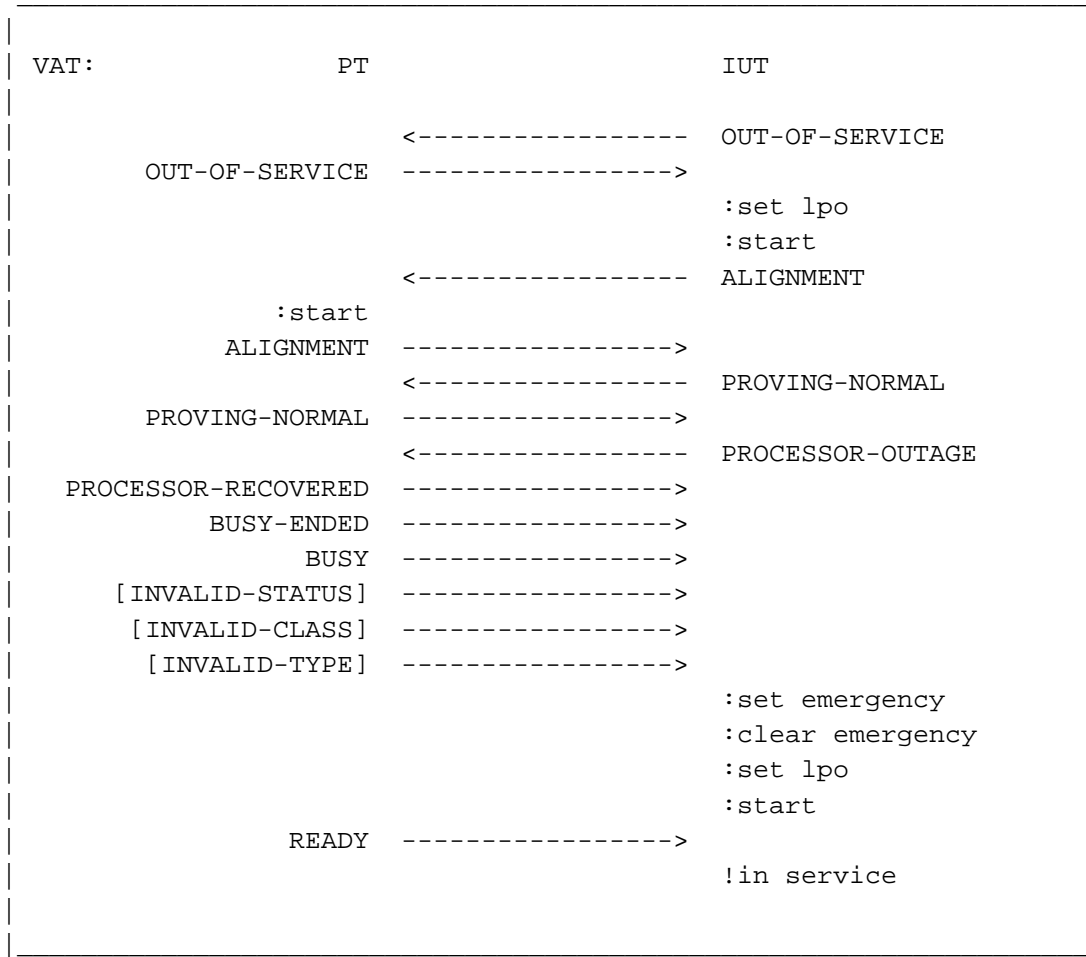 VAT: PT IUT
<----------------- OUT-OF-SERVICE
OUT-OF-SERVICE ----------------->
:set lpo
:start
<----------------- ALIGNMENT
:start
ALIGNMENT ----------------->
<----------------- PROVING-NORMAL
PROVING-NORMAL ----------------->
<----------------- PROCESSOR-OUTAGE
PROCESSOR-RECOVERED ----------------->
BUSY-ENDED ----------------->
BUSY ----------------->
[INVALID-STATUS] ----------------->
[INVALID-CLASS] ----------------->
[INVALID-TYPE] ----------------->
:set emergency
:clear emergency
:set lpo
:start
READY ----------------->
!in service